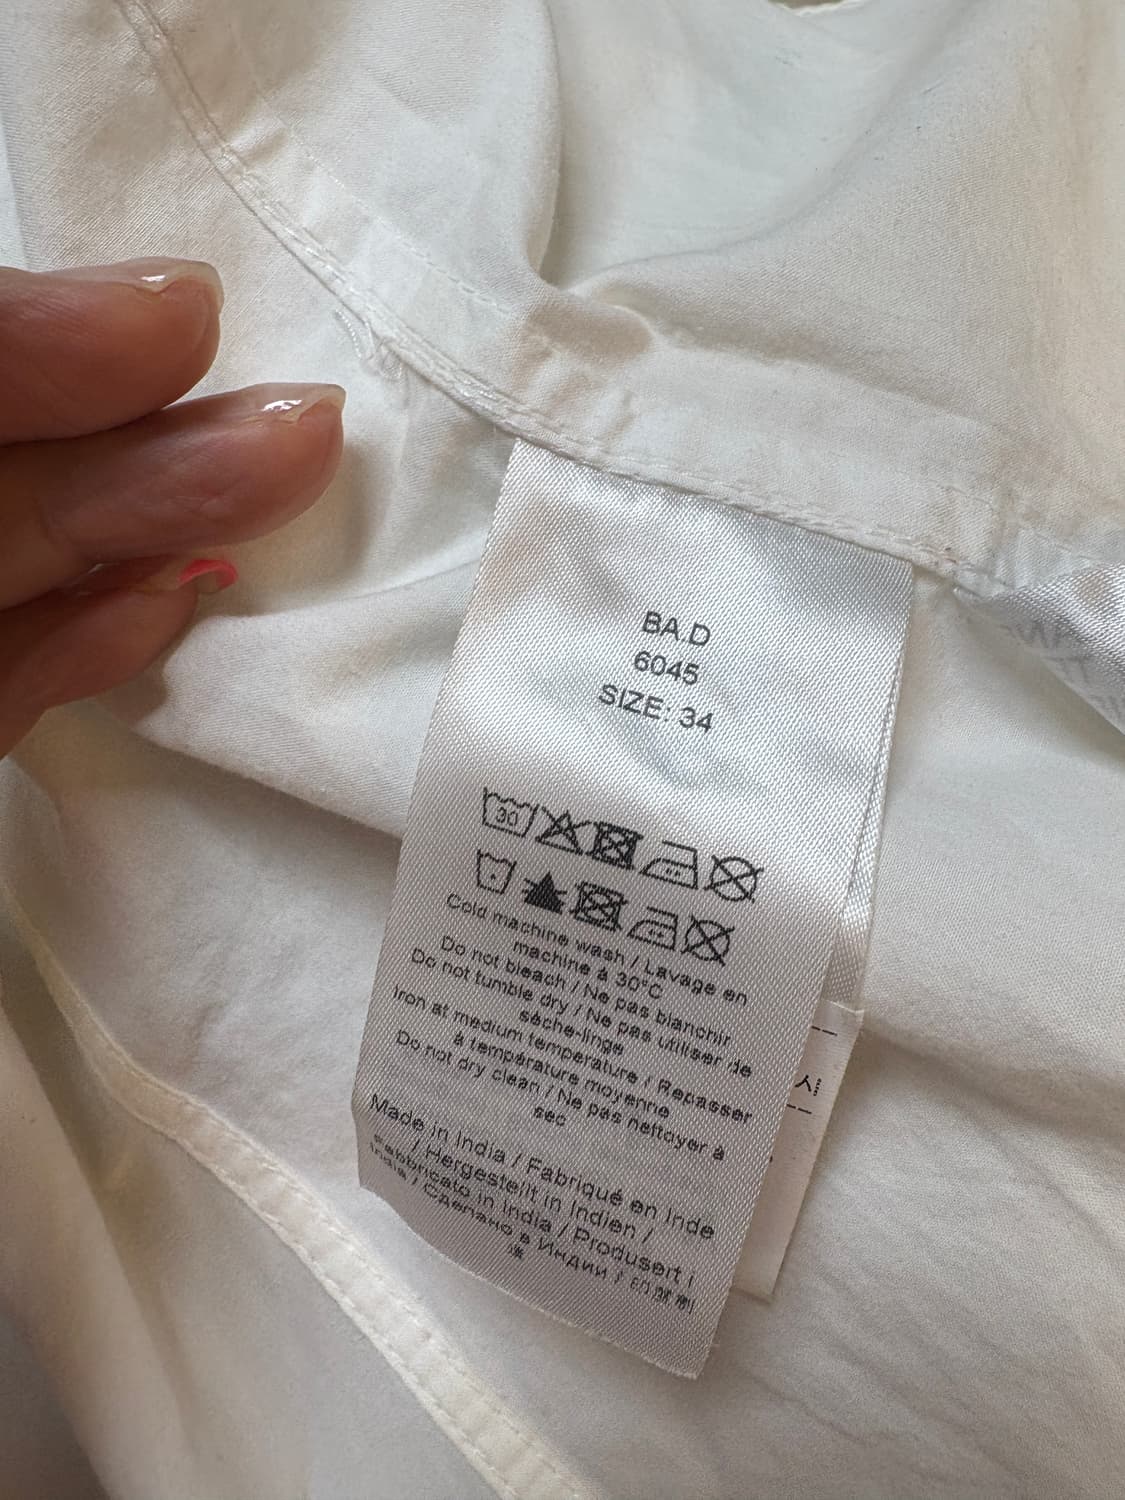 BA.D
6045
SIZE: 34
30
Cold machine wash / Lavage en
machine à 30°C
Do not bleach / Ne pas blanchir
Do not tumble dry / Ne pas utiliser de
sèche-linge
Iron at medium temperature / Repasser
à température moyenne
Do not dry clean / Ne pas nettoyer à
sec
Made in India / Fabriqué en Inde
/ Hergestellt in Indien /
Fabbricato in India / Produsert i
India / Сделано в Индии /